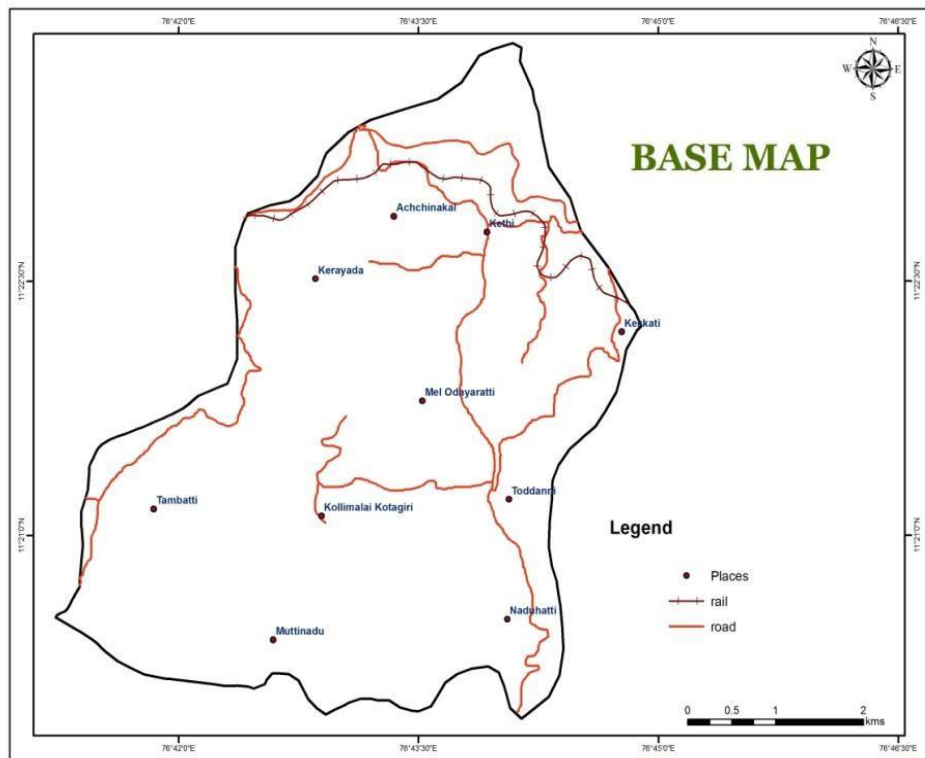 76°42'0"E 76°43'30"E 76°45'0"E 76°46'30"E
N
W E
S
BASE MAP
Achchinakal
Kethi
Kerayada
11°22'30"N 11°22'30"N
Kekkati
Mel Odayaratti
Tambatti
Kollimalai Kotagiri
Toddanni
Legend
11°21'0"N 11°21'0"N
Places
rail
road
Naduhatti
Muttinadu
0 0.5 1 2
kms
76°42'0"E 76°43'30"E 76°45'0"E 76°46'30"E